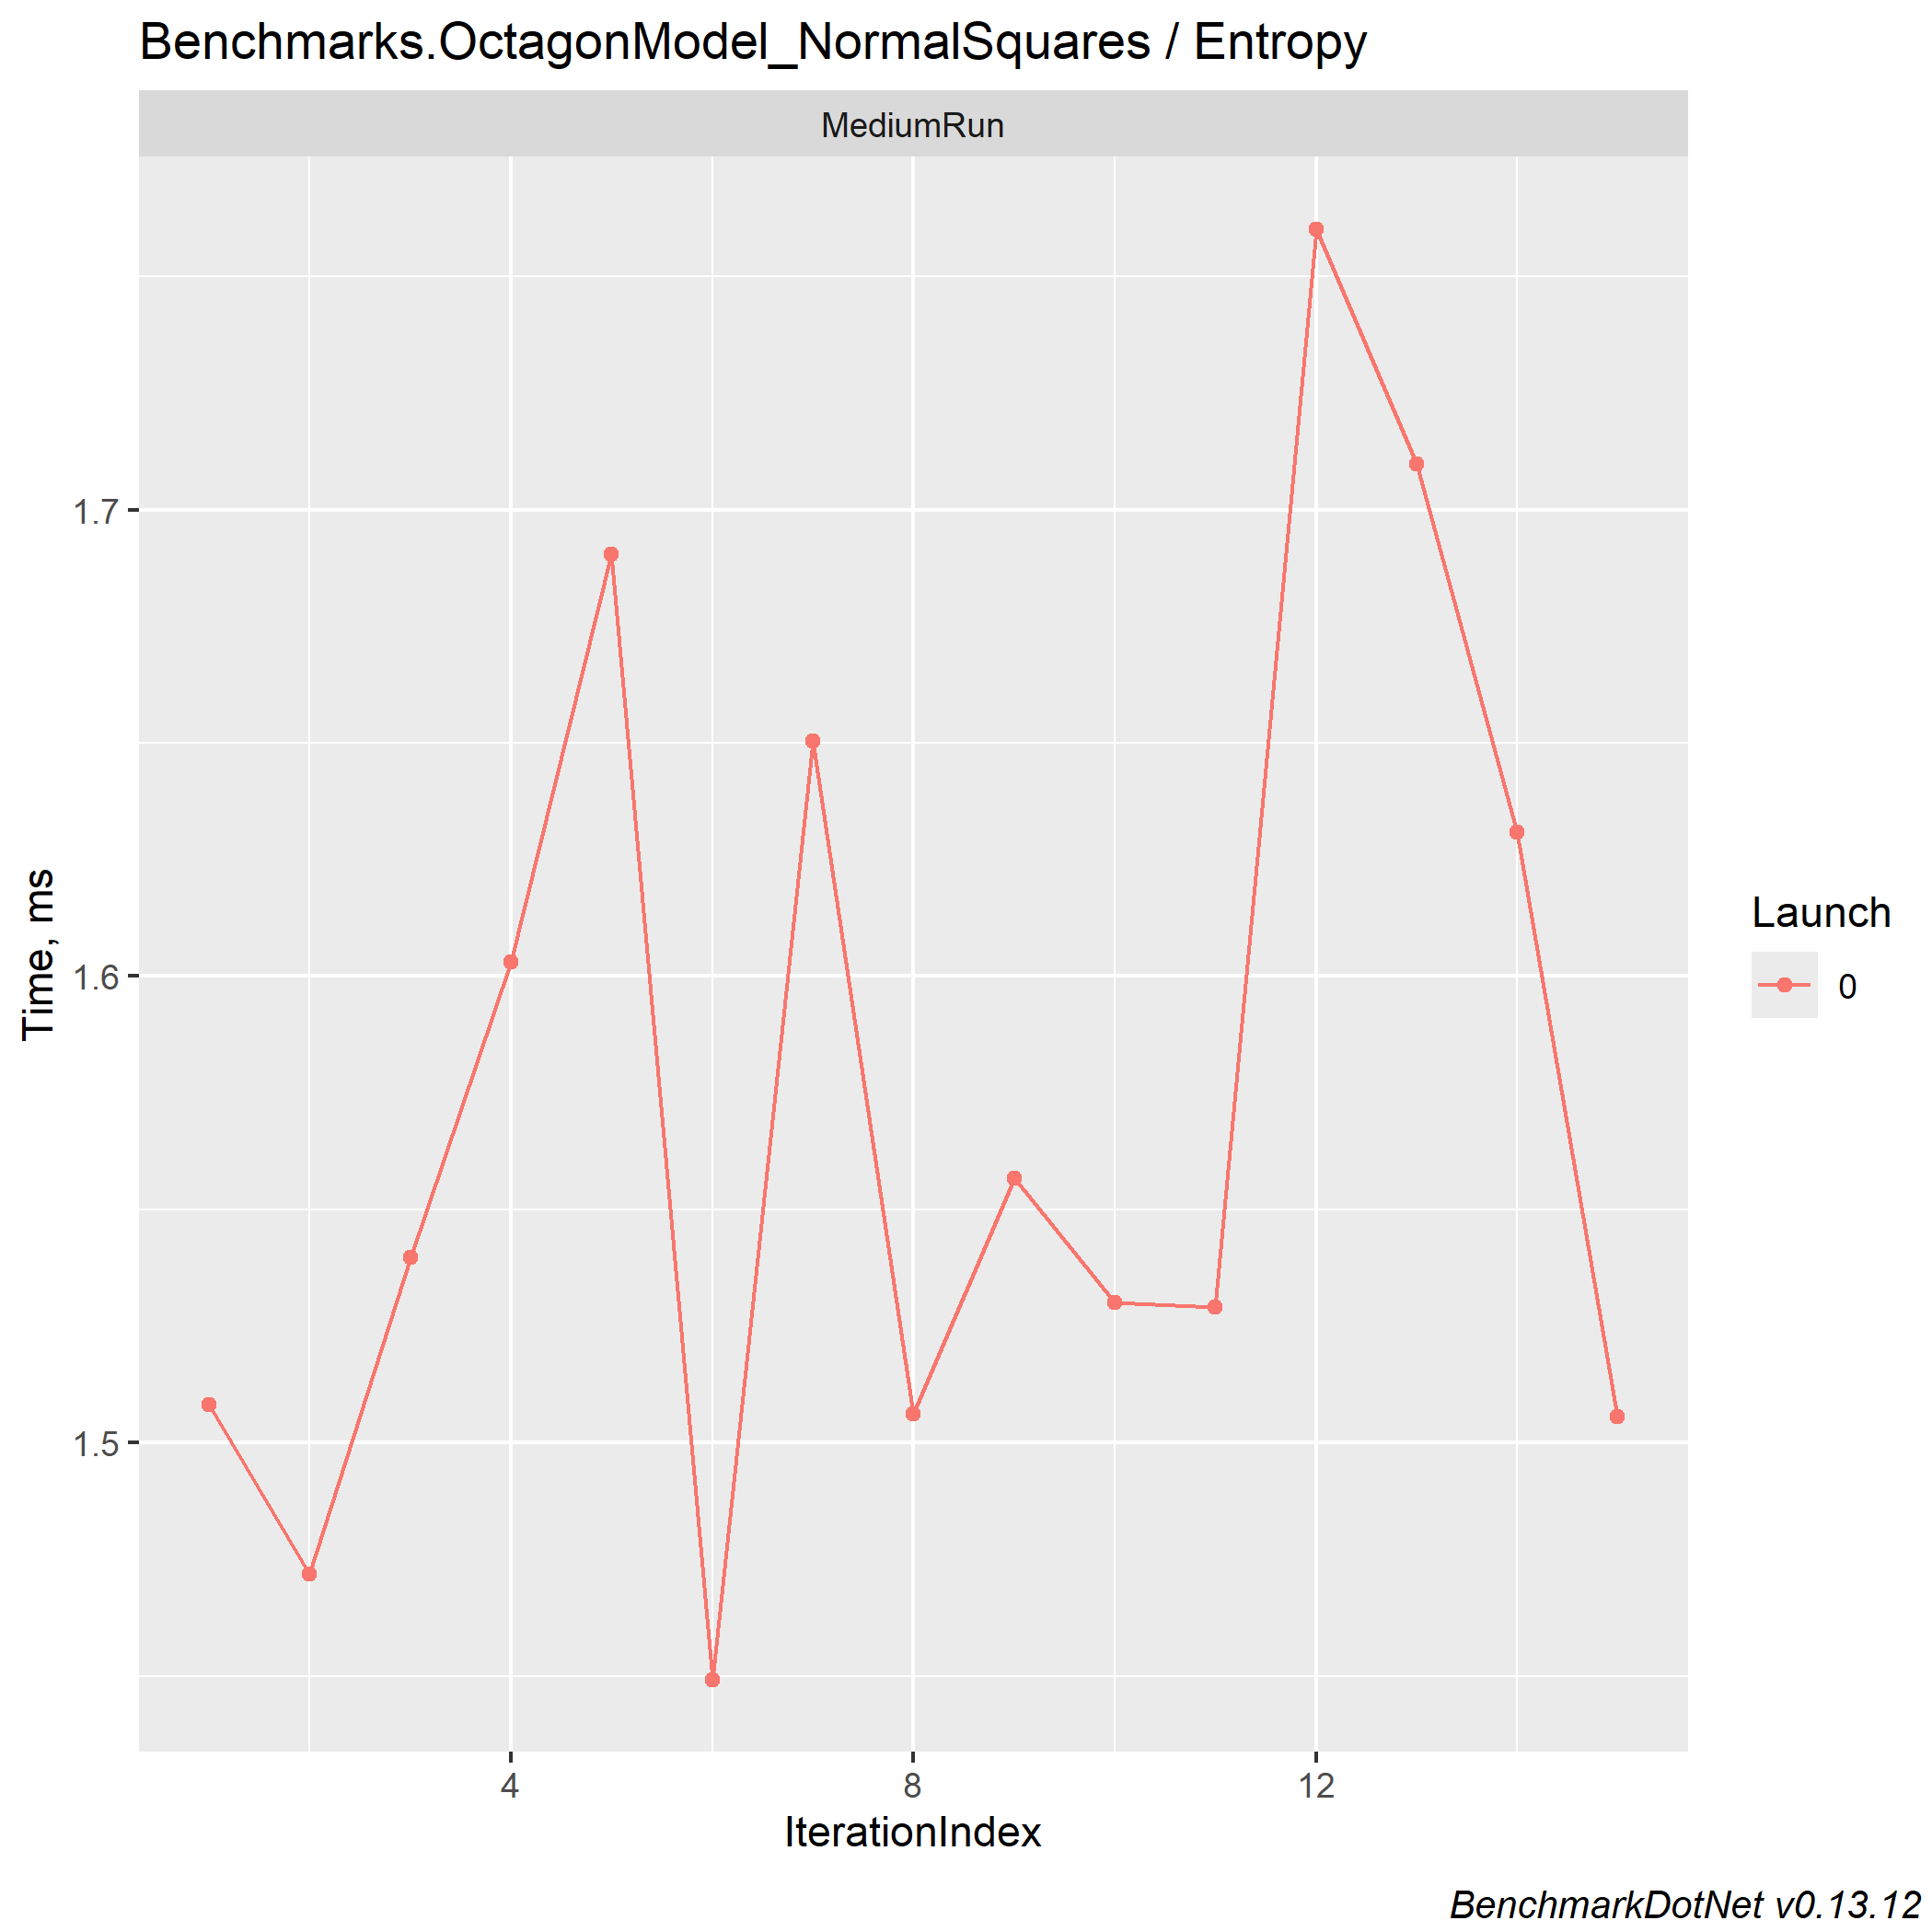 Benchmarks.OctagonModel_NormalSquares / Entropy
MediumRun
1.7
1.6
1.5
Time, ms
4 8 12
IterationIndex
Launch
0
BenchmarkDotNet v0.13.12